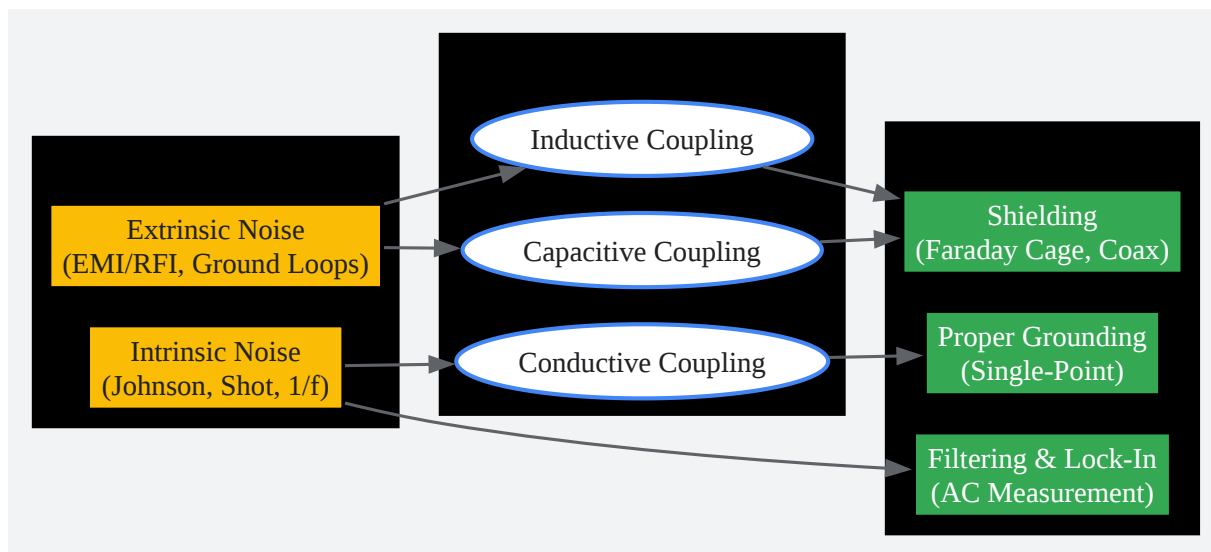 Extrinsic Noise
(EMI/RFI, Ground Loops)
Intrinsic Noise
(Johnson, Shot, 1/f)
Inductive Coupling
Capacitive Coupling
Conductive Coupling
Shielding
(Faraday Cage, Coax)
Proper Grounding
(Single-Point)
Filtering & Lock-In
(AC Measurement)